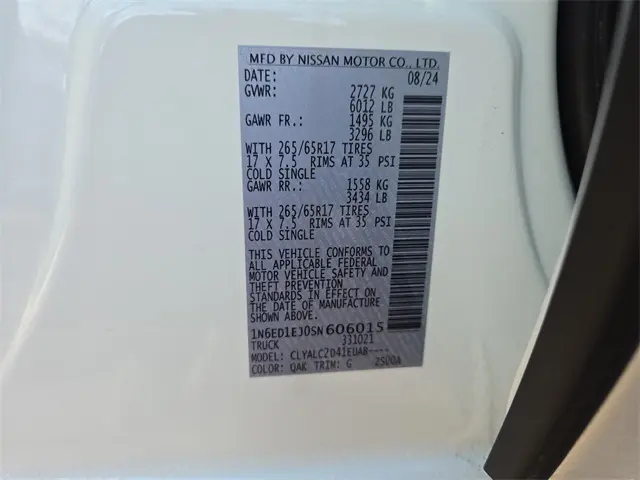 MFD BY NISSAN MOTOR CO., LTD.
DATE: 08/24
GVWR: 2727 KG
6012 LB
GAWR FR.: 1495 KG
3296 LB
WITH 265/65R17 TIRES
17 X 7.5 RIMS AT 35 PSI
COLD SINGLE
GAWR RR.: 1558 KG
3434 LB
WITH 265/65R17 TIRES
17 X 7.5 RIMS AT 35 PSI
COLD SINGLE
THIS VEHICLE CONFORMS TO
ALL APPLICABLE FEDERAL
MOTOR VEHICLE SAFETY AND
THEFT PREVENTION
STANDARDS IN EFFECT ON
THE DATE OF MANUFACTURE
SHOWN ABOVE.
1N6ED1EJ0SN606015
TRUCK 331021
MODEL: CLYALC2D41EUAB----
COLOR: QAK TRIM: G 2S00A